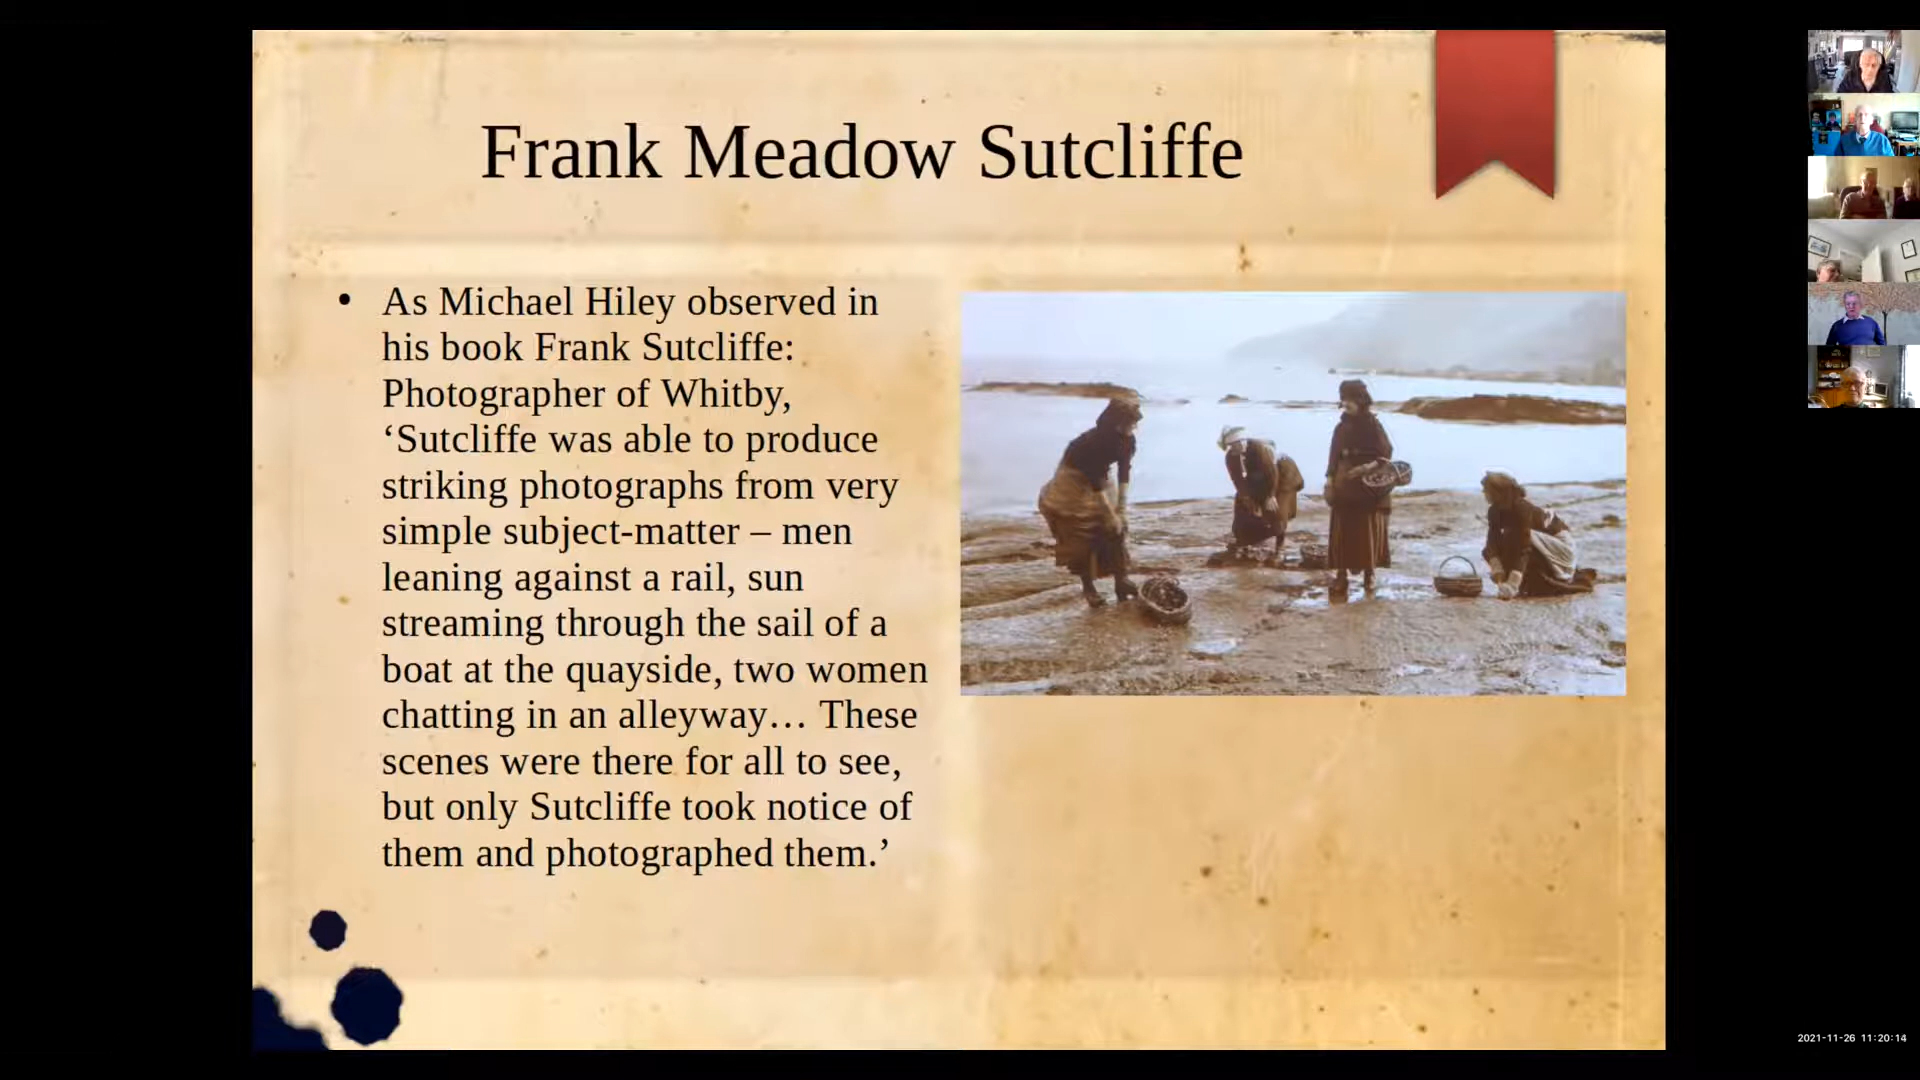 Frank Meadow Sutcliffe
• As Michael Hiley observed in
his book Frank Sutcliffe:
Photographer of Whitby,
‘Sutcliffe was able to produce
striking photographs from very
simple subject-matter – men
leaning against a rail, sun
streaming through the sail of a
boat at the quayside, two women
chatting in an alleyway… These
scenes were there for all to see,
but only Sutcliffe took notice of
them and photographed them.’
2021-11-26 11:20:14